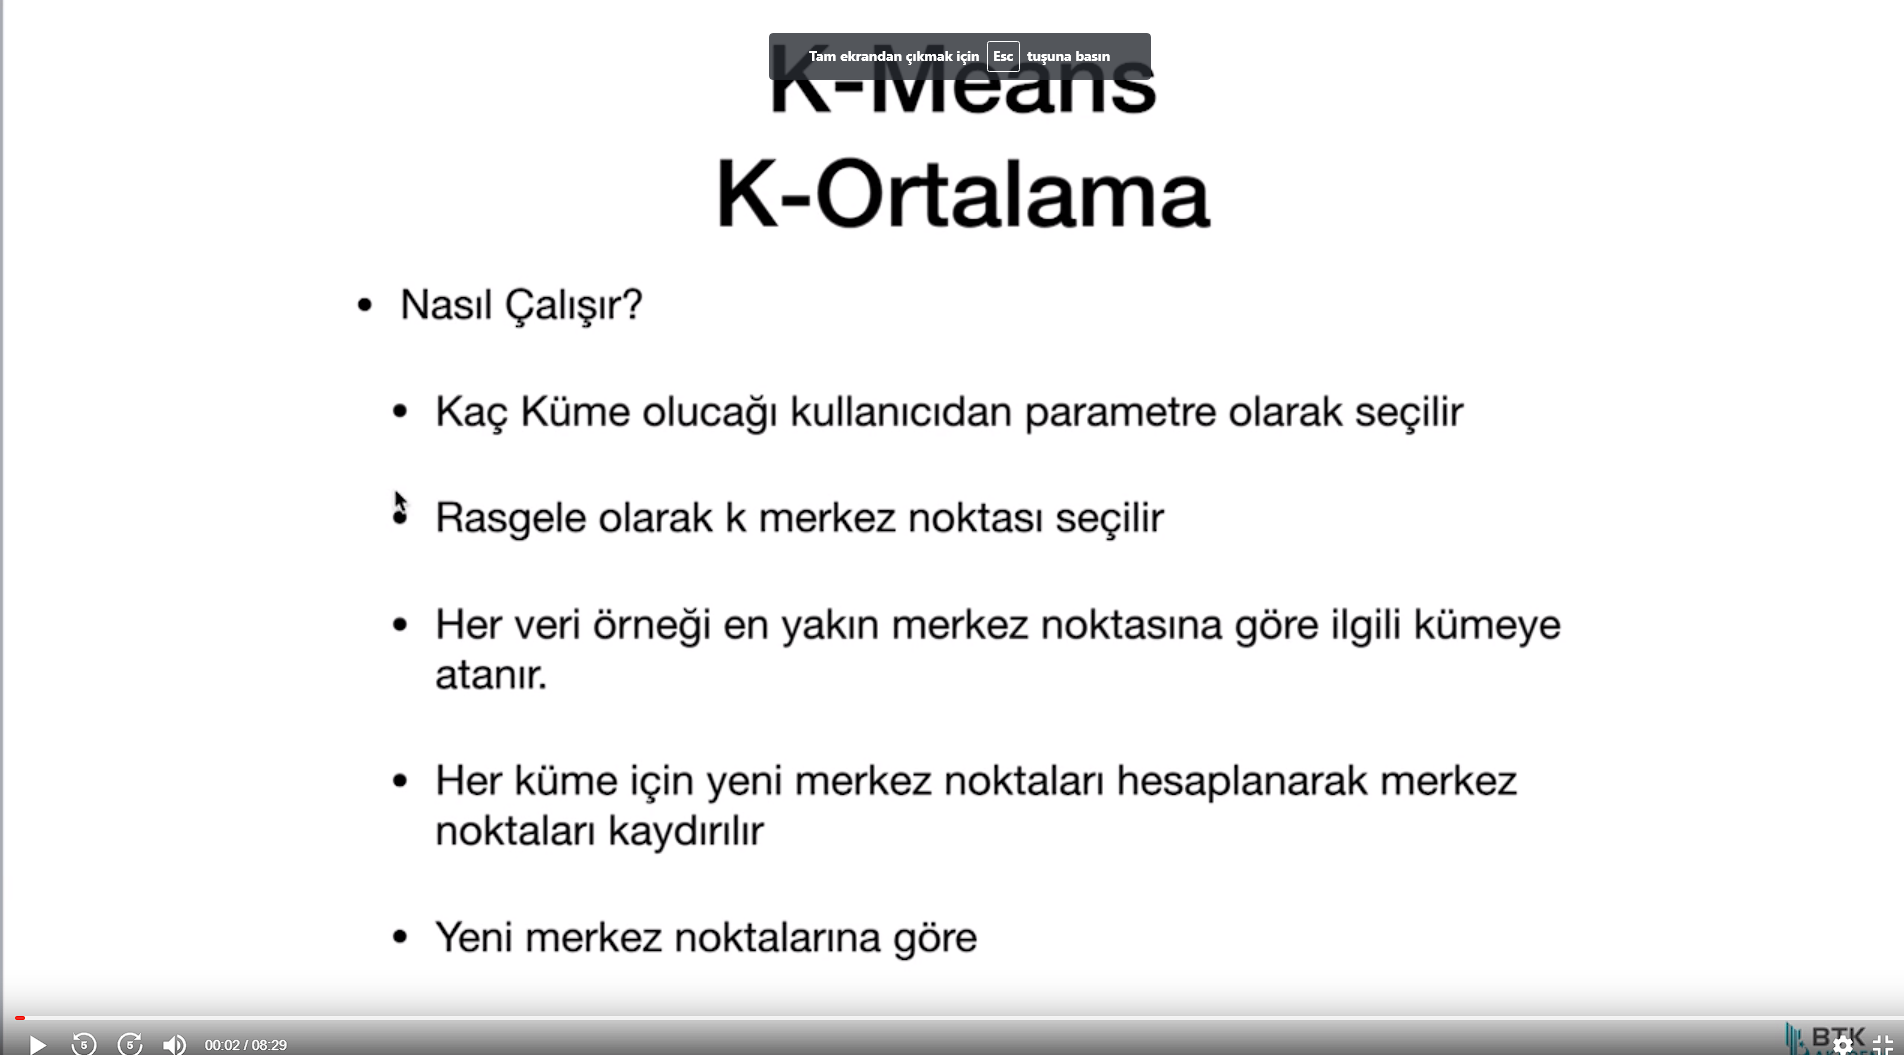 Tam ekrandan çıkmak için Esc tuşuna basın
K-Means
K-Ortalama
• Nasıl Çalışır?
• Kaç Küme olucağı kullanıcıdan parametre olarak seçilir
• Rasgele olarak k merkez noktası seçilir
• Her veri örneği en yakın merkez noktasına göre ilgili kümeye
atanır.
• Her küme için yeni merkez noktaları hesaplanarak merkez
noktaları kaydırılır
• Yeni merkez noktalarına göre
5 5 00:02 / 08:29
BTK